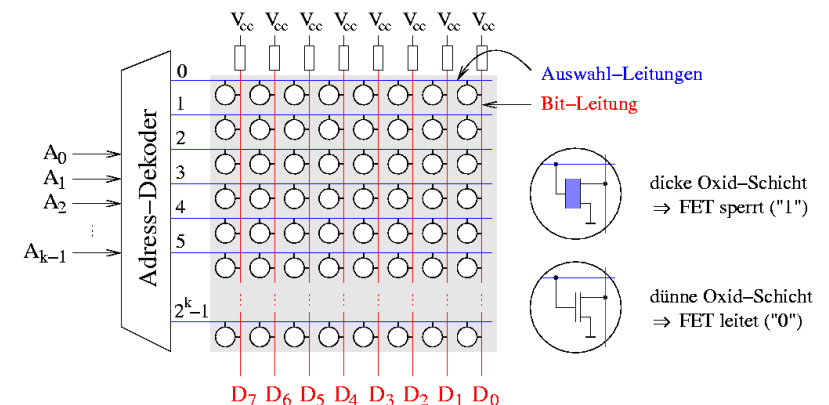 Vcc Vcc Vcc Vcc Vcc Vcc Vcc Vcc
Adress–Dekoder
A0
A1
A2
⋮
Ak–1
0
1
2
3
4
5
2^k–1
Auswahl–Leitungen
Bit–Leitung
dicke Oxid–Schicht
⇒ FET sperrt ("1")
dünne Oxid–Schicht
⇒ FET leitet ("0")
D7 D6 D5 D4 D3 D2 D1 D0